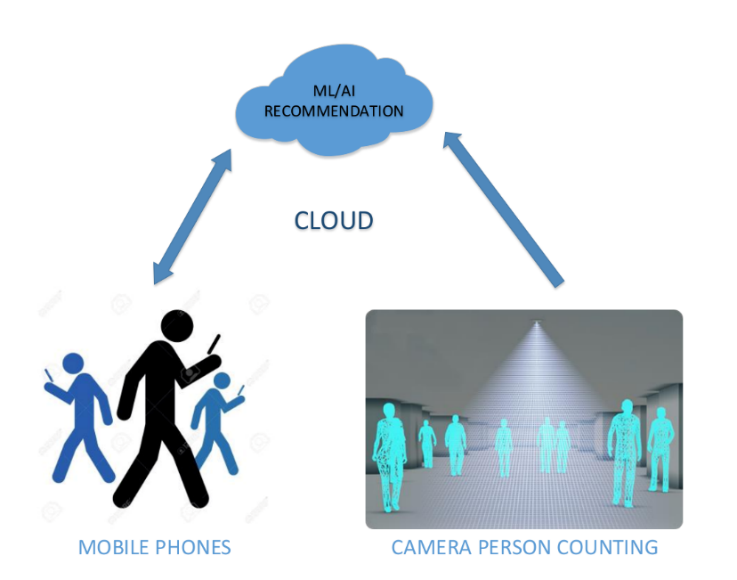 ML/AI
RECOMMENDATION
CLOUD
MOBILE PHONES
CAMERA PERSON COUNTING